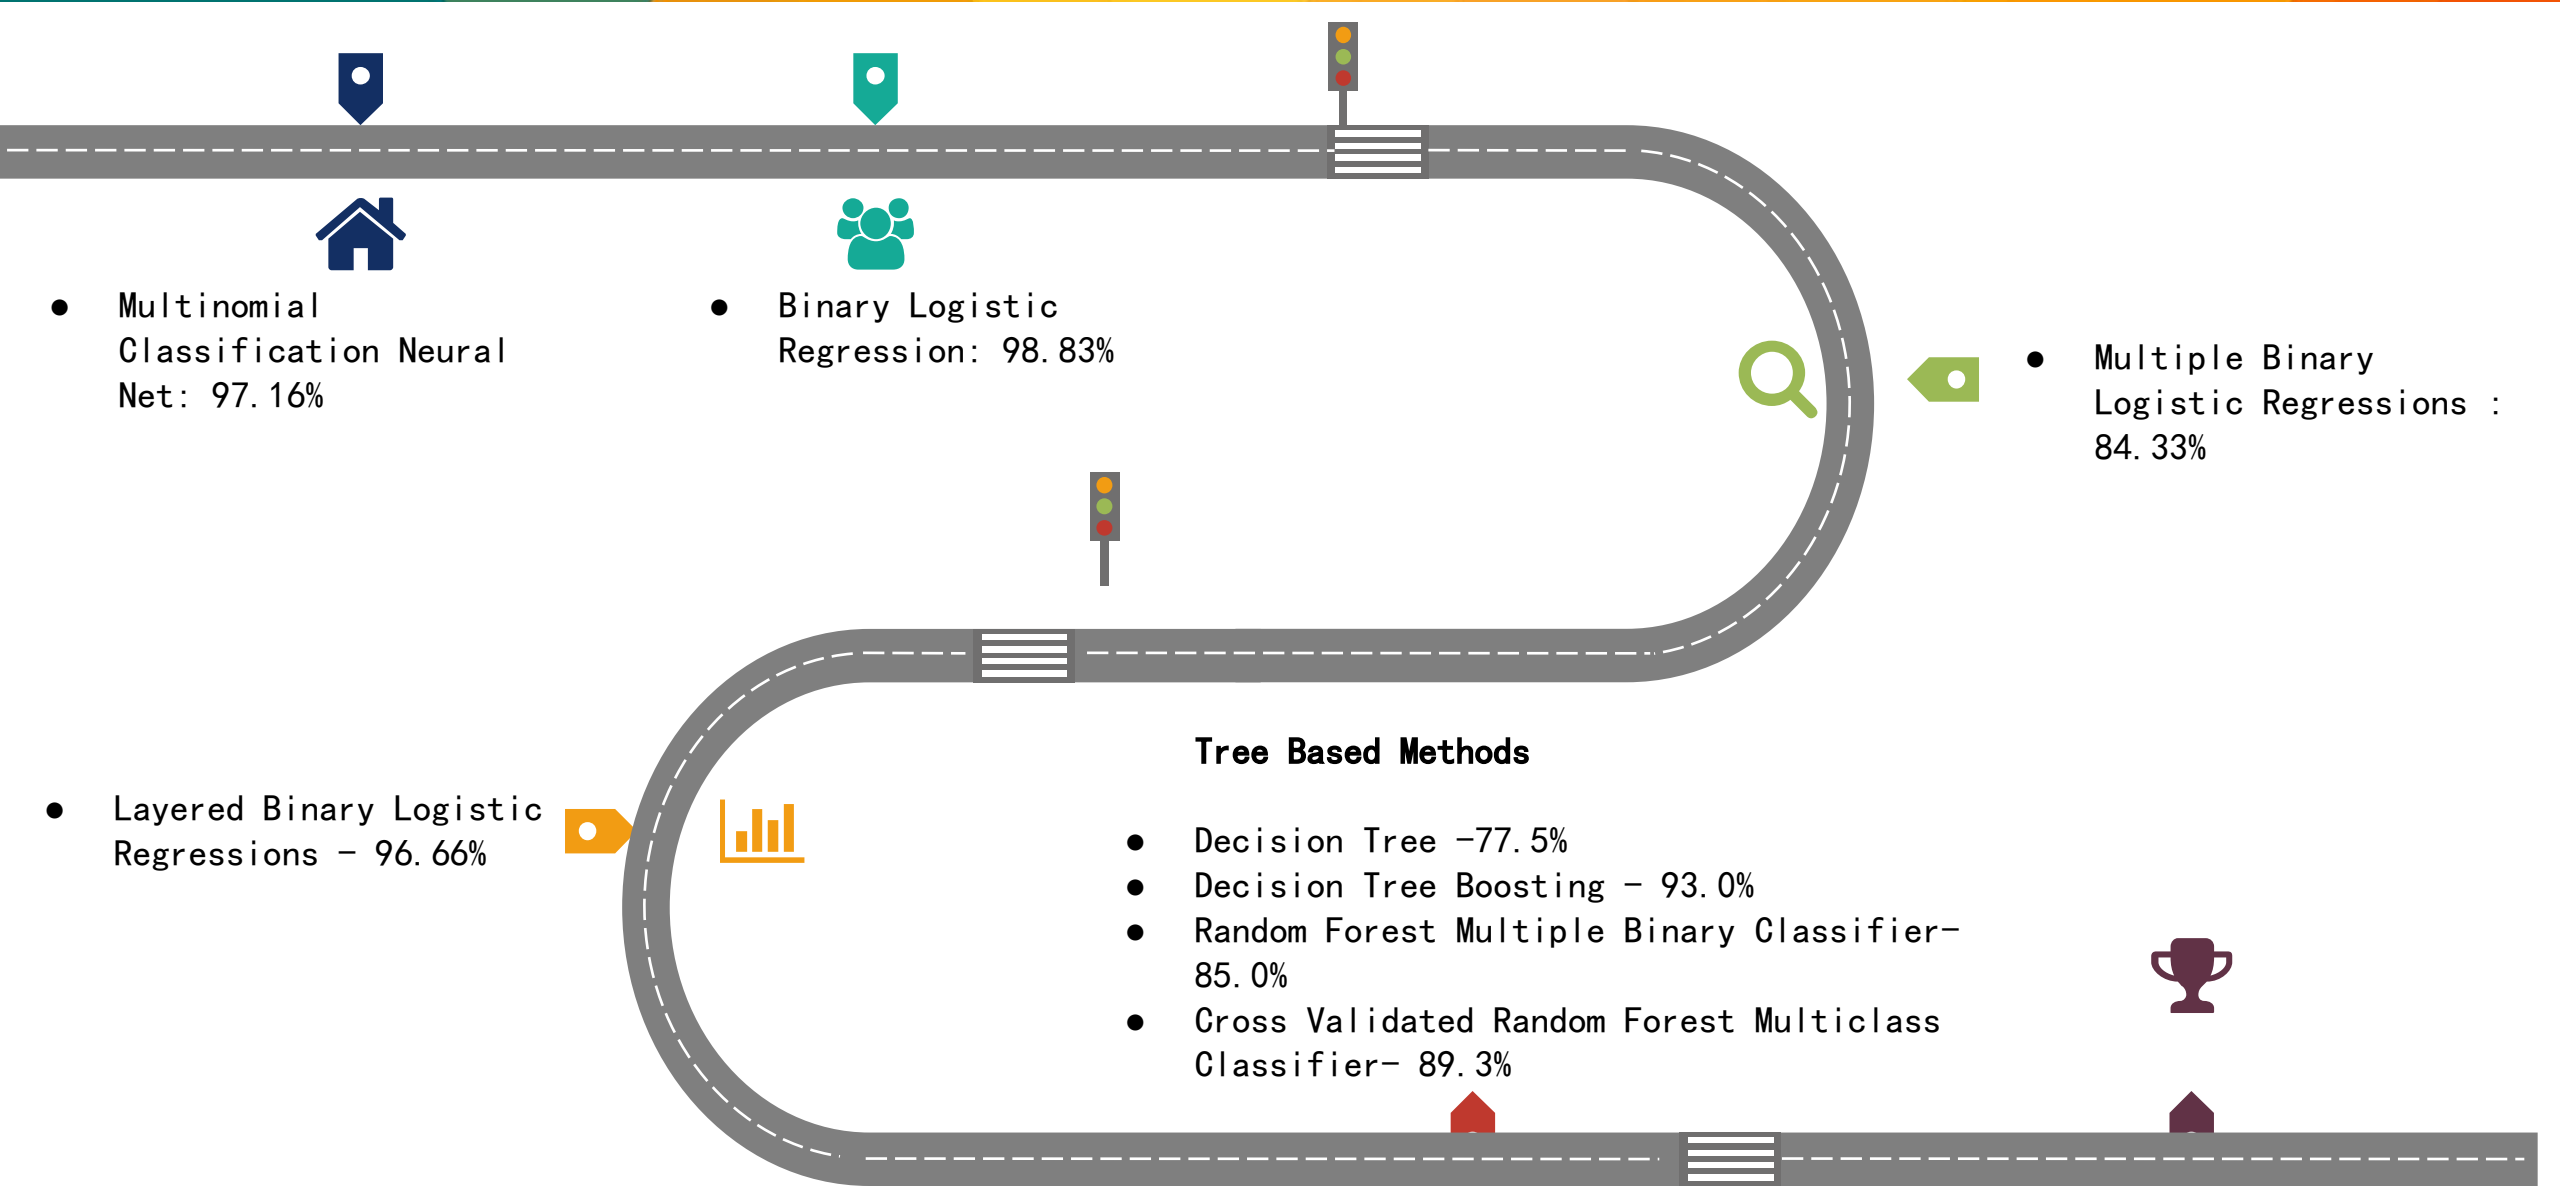 ● Multinomial
Classification Neural
Net: 97.16%
● Binary Logistic
Regression: 98.83%
● Multiple Binary
Logistic Regressions :
84.33%
● Layered Binary Logistic
Regressions - 96.66%
Tree Based Methods
● Decision Tree -77.5%
● Decision Tree Boosting - 93.0%
● Random Forest Multiple Binary Classifier-
85.0%
● Cross Validated Random Forest Multiclass
Classifier- 89.3%